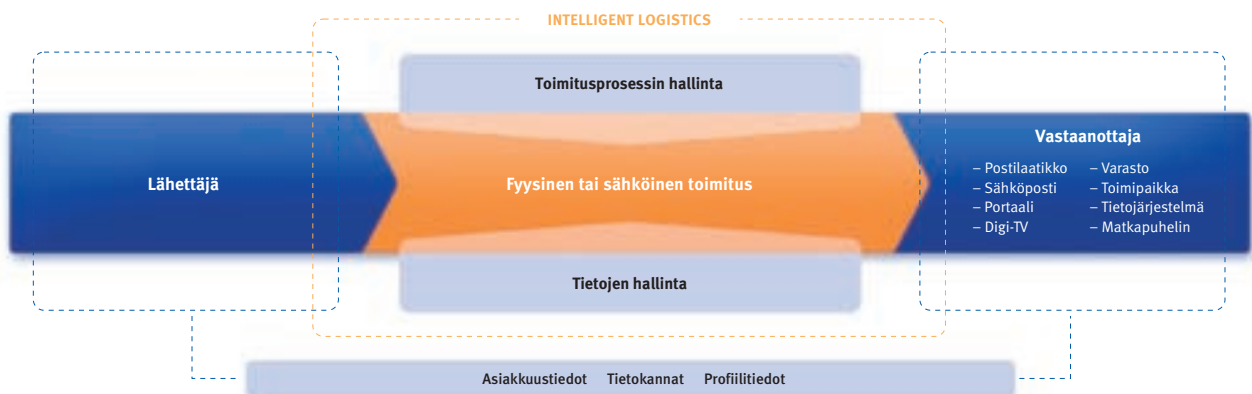 INTELLIGENT LOGISTICS
Toimitusprosessin hallinta
Lähettäjä
Fyysinen tai sähköinen toimitus
Vastaanottaja
– Postilaatikko
– Sähköposti
– Portaali
– Digi-TV
– Varasto
– Toimipaikka
– Tietojärjestelmä
– Matkapuhelin
Tietojen hallinta
Asiakkuustiedot Tietokannat Profiilitiedot